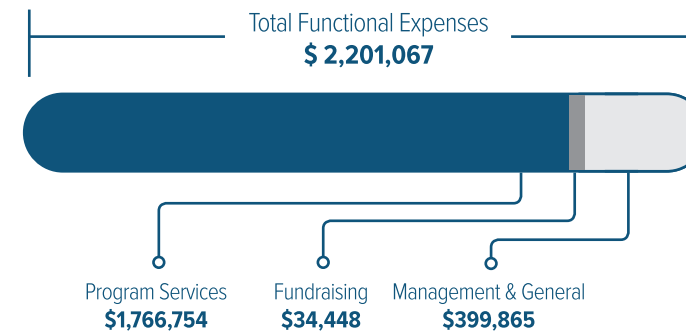 Total Functional Expenses
$ 2,201,067
Program Services
$1,766,754
Fundraising
$34,448
Management & General
$399,865